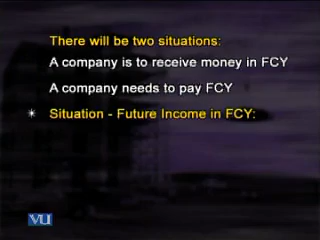 There will be two situations:
A company is to receive money in FCY
A company needs to pay FCY
* Situation - Future Income in FCY:
VU